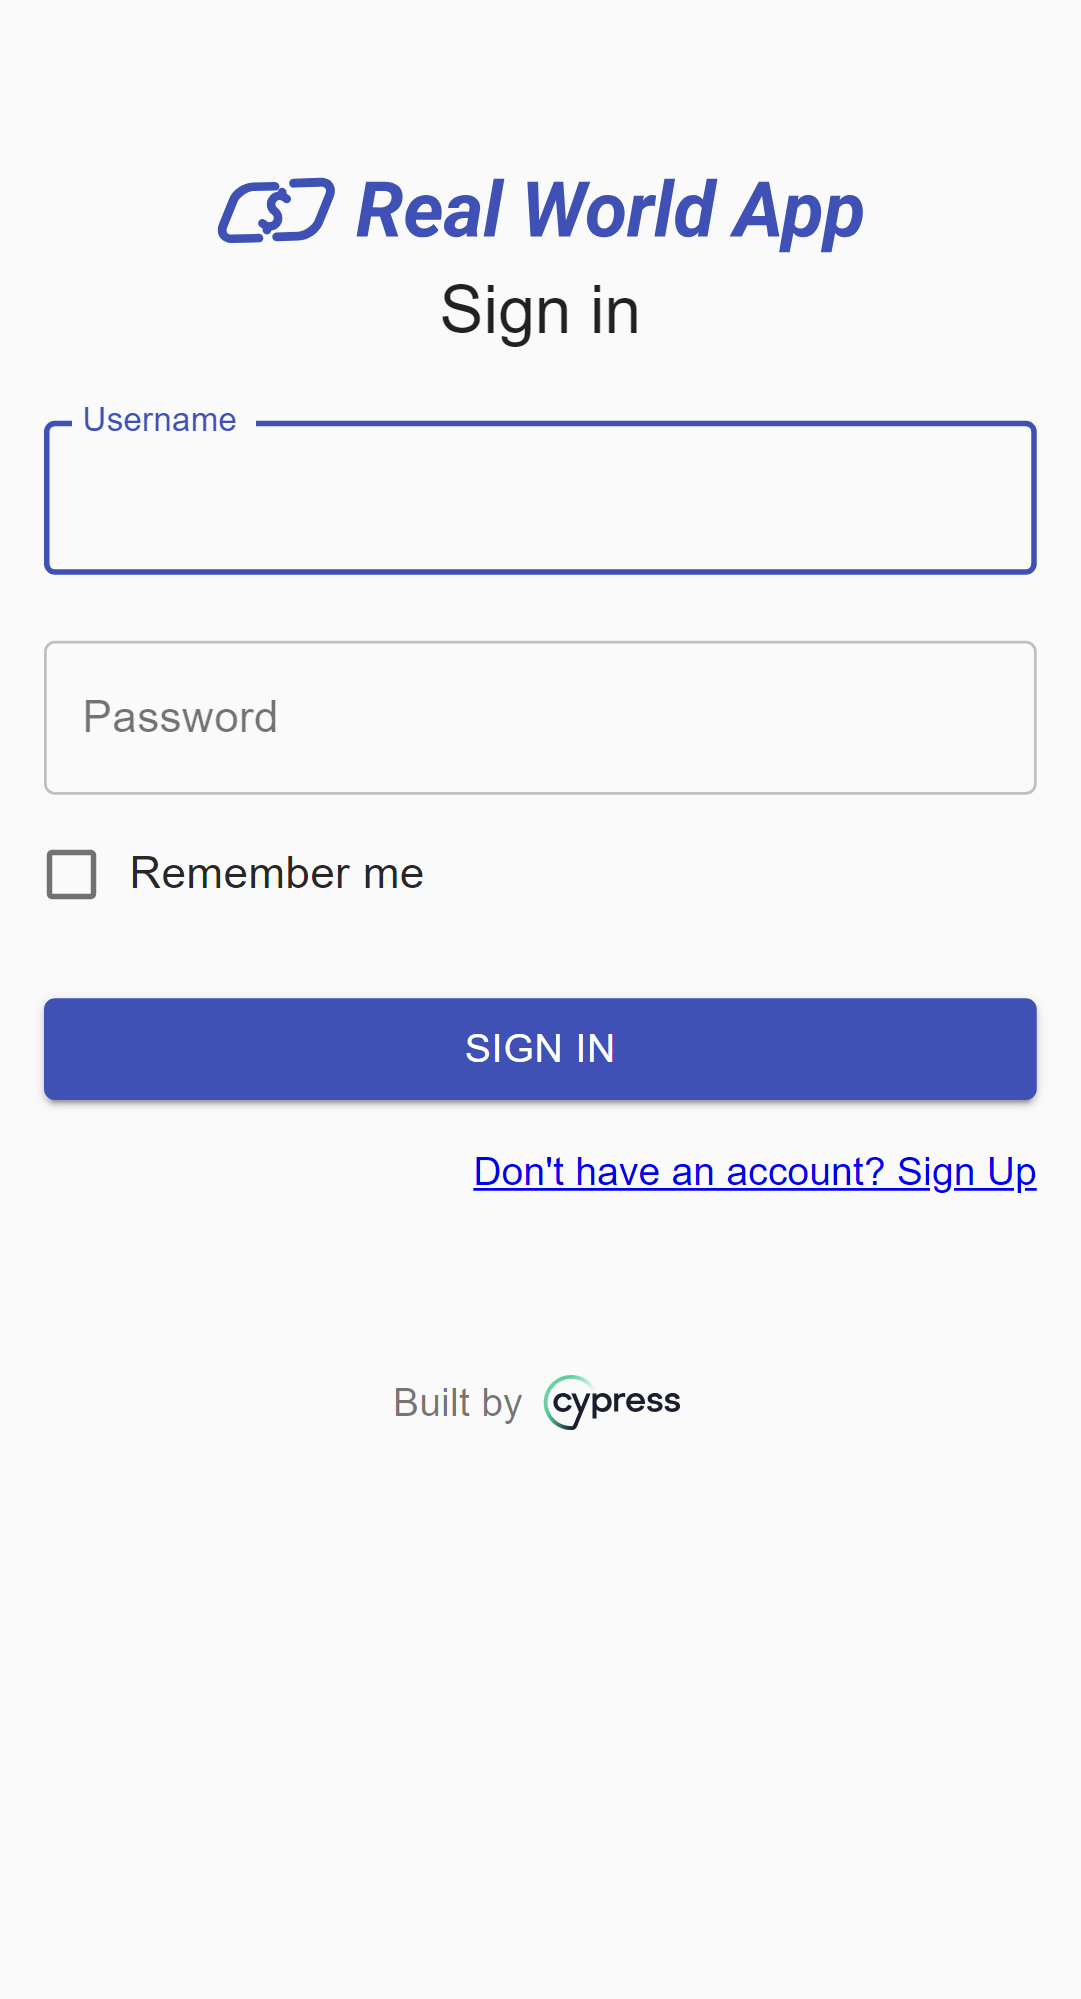 Real World App
Sign in
Username
Password
Remember me
SIGN IN
Don't have an account? Sign Up
Built by cypress